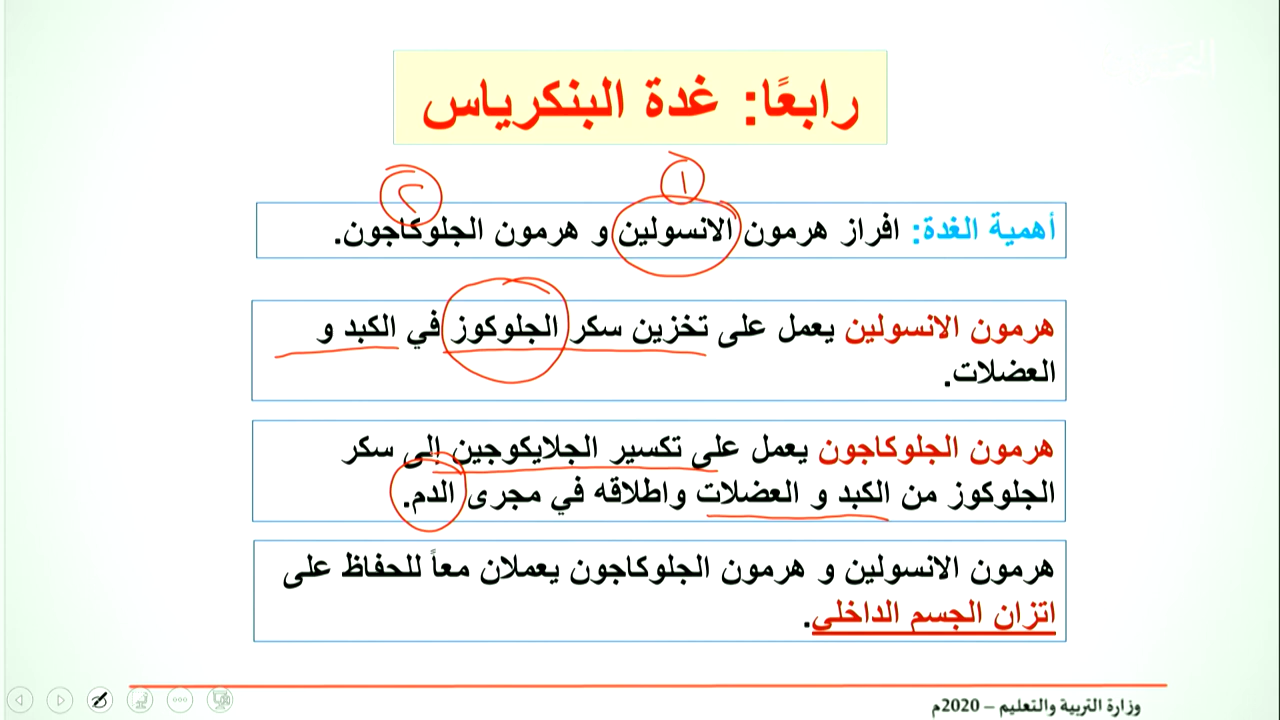 رابعًا: غدة البنكرياس
١
٢
أهمية الغدة: افراز هرمون الانسولين و هرمون الجلوكاجون.
هرمون الانسولين يعمل على تخزين سكر الجلوكوز في الكبد و
العضلات.
هرمون الجلوكاجون يعمل على تكسير الجلايكوجين إلى سكر
الجلوكوز من الكبد و العضلات واطلاقه في مجرى الدم.
هرمون الانسولين و هرمون الجلوكاجون يعملان معاً للحفاظ على
اتزان الجسم الداخلي.
وزارة التربية والتعليم – 2020م